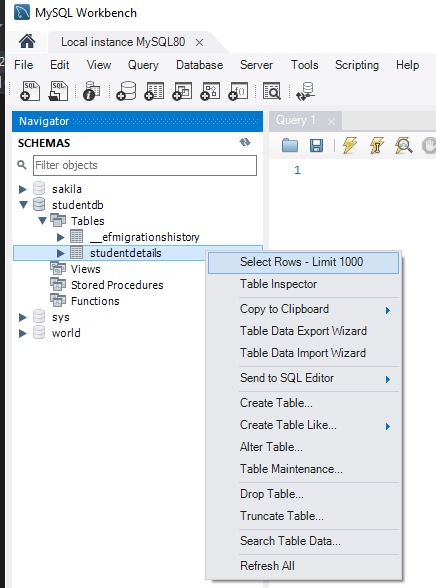 MySQL Workbench
Local instance MySQL80
File Edit View Query Database Server Tools Scripting Help
Navigator
Query 1
SCHEMAS
Filter objects
1
sakila
studentdb
Tables
__efmigrationshistory
studentdetails
Views
Stored Procedures
Functions
sys
world
Select Rows - Limit 1000
Table Inspector
Copy to Clipboard
Table Data Export Wizard
Table Data Import Wizard
Send to SQL Editor
Create Table...
Create Table Like...
Alter Table...
Table Maintenance...
Drop Table...
Truncate Table...
Search Table Data...
Refresh All